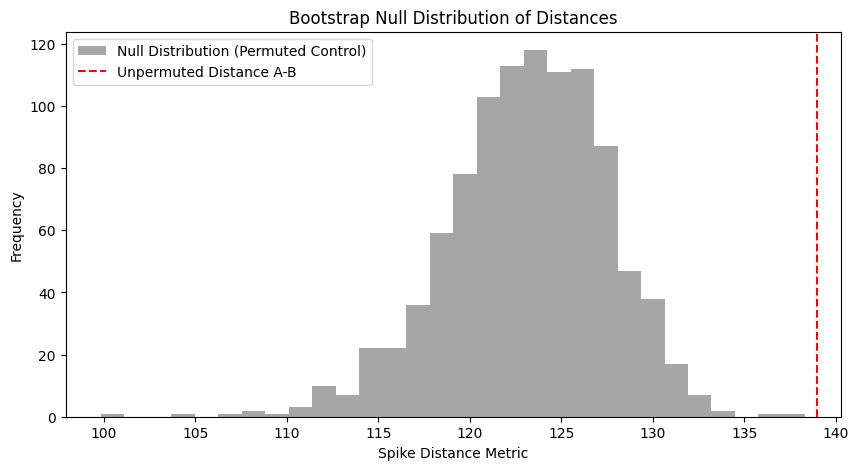 Bootstrap Null Distribution of Distances
Null Distribution (Permuted Control)
Unpermuted Distance A-B
120
100
80
60
40
20
0
Frequency
100 105 110 115 120 125 130 135 140
Spike Distance Metric